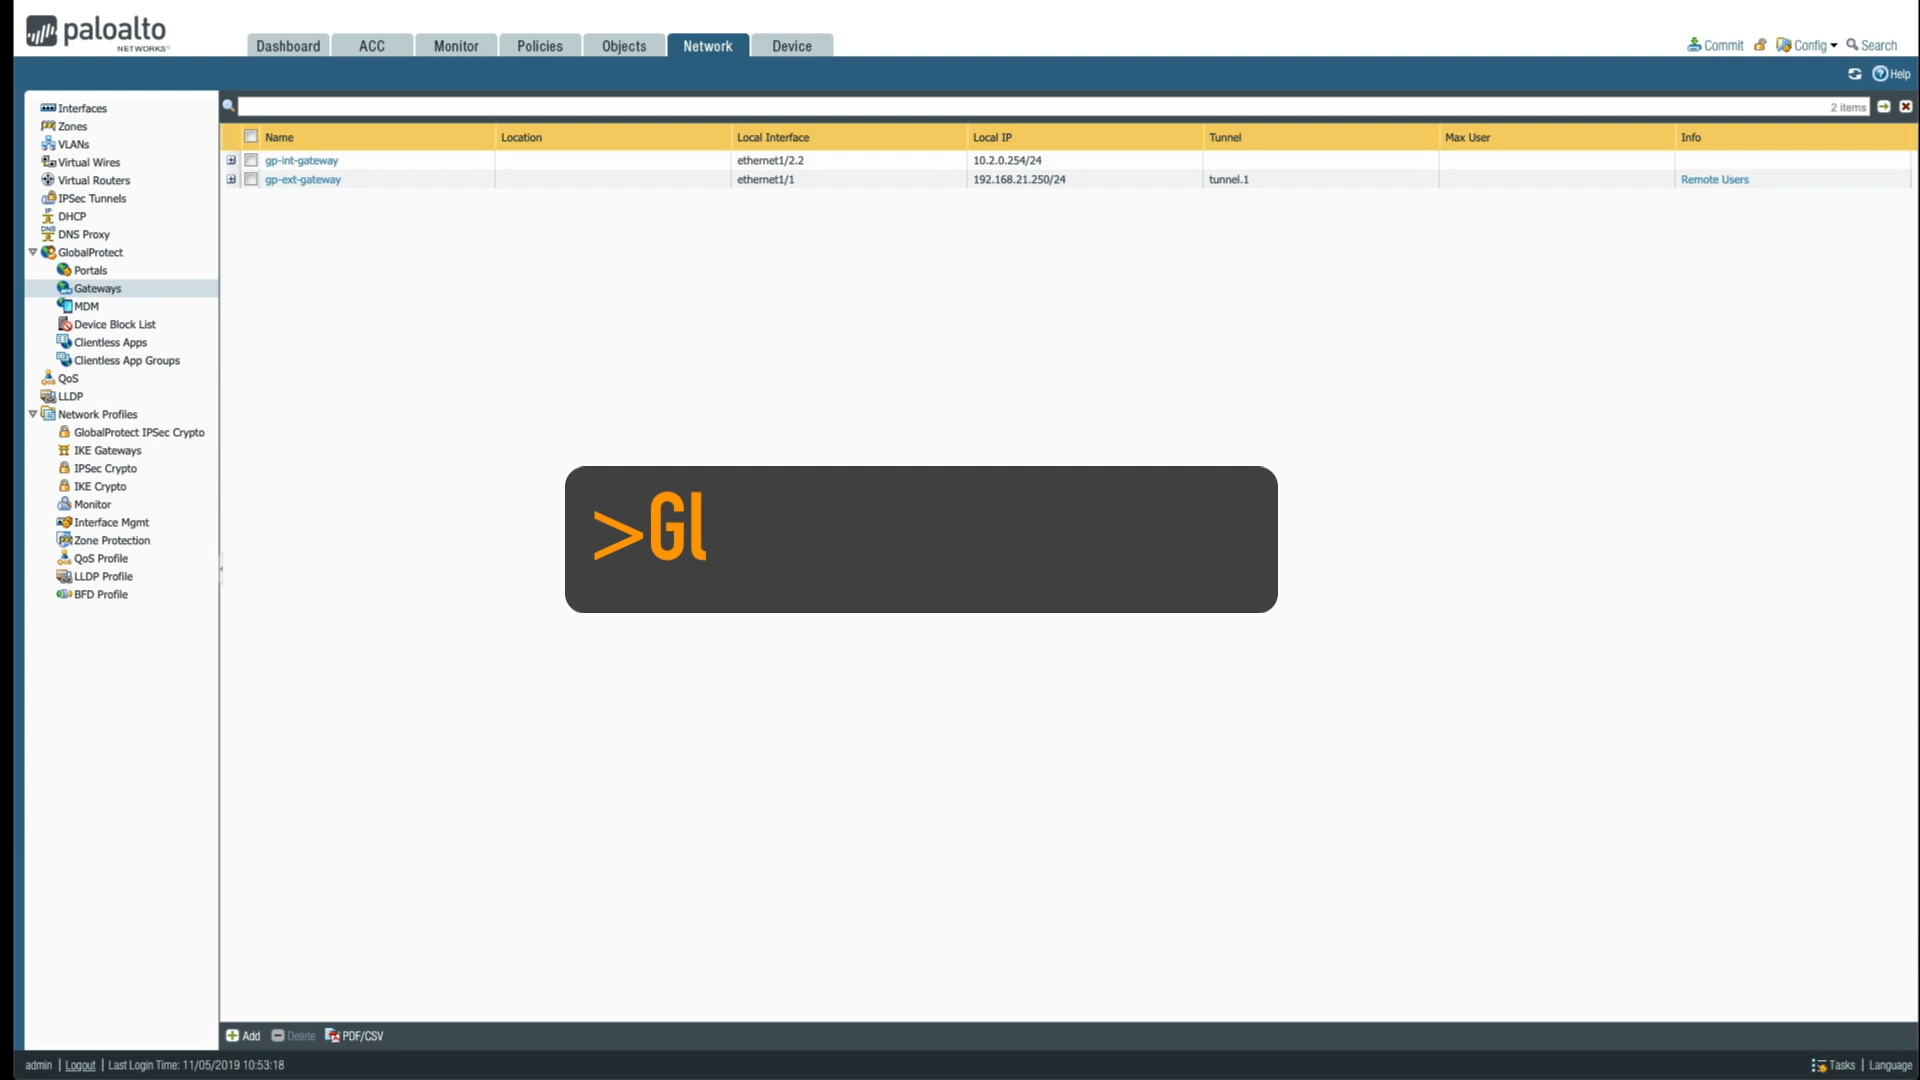 paloalto
NETWORKS®
Dashboard ACC Monitor Policies Objects Network Device
Commit Config Search
Help
2 items
Interfaces
Zones
VLANs
Virtual Wires
Virtual Routers
IPSec Tunnels
DHCP
DNS Proxy
GlobalProtect
Portals
Gateways
MDM
Device Block List
Clientless Apps
Clientless App Groups
QoS
LLDP
Network Profiles
GlobalProtect IPSec Crypto
IKE Gateways
IPSec Crypto
IKE Crypto
Monitor
Interface Mgmt
Zone Protection
QoS Profile
LLDP Profile
BFD Profile
Name Location Local Interface Local IP Tunnel Max User Info
gp-int-gateway ethernet1/2.2 10.2.0.254/24
gp-ext-gateway ethernet1/1 192.168.21.250/24 tunnel.1 Remote Users
>Gl
Add Delete PDF/CSV
admin | Logout | Last Login Time: 11/05/2019 10:53:18
Tasks | Language